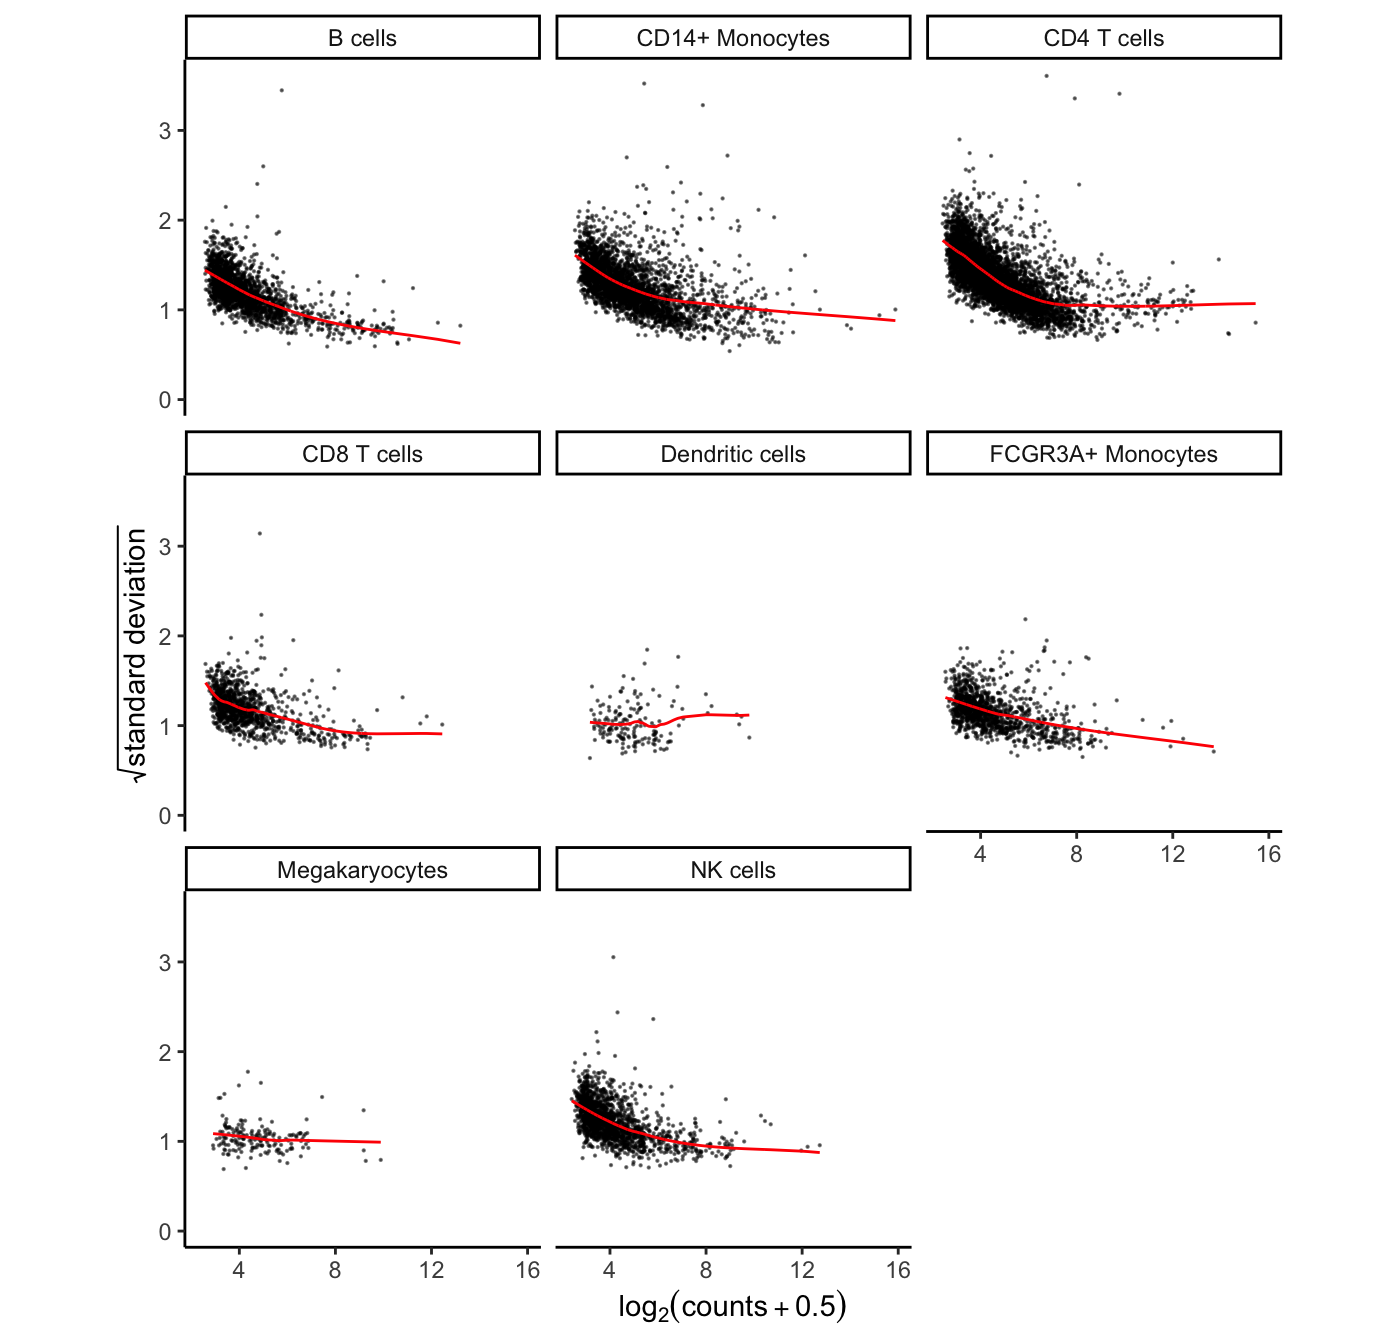 B cells
CD14+ Monocytes
CD4 T cells
3
2
1
0
CD8 T cells
Dendritic cells
FCGR3A+ Monocytes
3
2
1
0
4 8 12 16
√standard deviation
Megakaryocytes
NK cells
3
2
1
0
4 8 12 16
4 8 12 16
log₂(counts + 0.5)